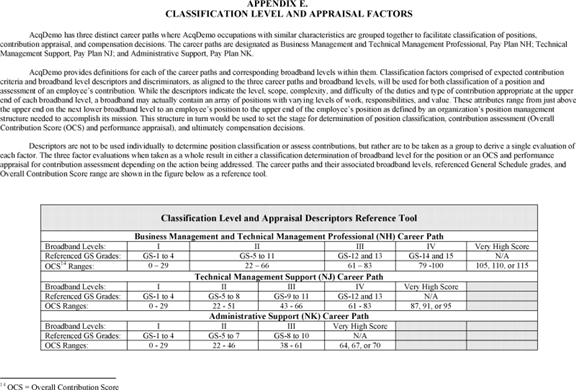 APPENDIX E.
CLASSIFICATION LEVEL AND APPRAISAL FACTORS
AcqDemo has three distinct career paths where AcqDemo occupations with similar characteristics are grouped together to facilitate classification of positions,
contribution appraisal, and compensation decisions. The career paths are designated as Business Management and Technical Management Professional, Pay Plan NH; Technical
Management Support, Pay Plan NJ; and Administrative Support, Pay Plan NK.
AcqDemo provides definitions for each of the career paths and corresponding broadband levels within them. Classification factors comprised of expected contribution
criteria and broadband level descriptors and discriminators, as aligned to the three career paths and broadband levels, will be used for both classification of a position and
assessment of an employee's contribution. While the descriptors indicate the level, scope, complexity, and difficulty of the duties and type of contribution appropriate at the upper
end of each broadband level, a broadband may actually contain an array of positions with varying levels of work, responsibilities, and value. These attributes range from just above
the upper end on the next lower broadband level to an employee's position to the upper end of the employee's position as defined by an organization's position management
structure needed to accomplish its mission. This structure in turn would be used to set the stage for determination of position classification, contribution assessment (Overall
Contribution Score (OCS) and performance appraisal), and ultimately compensation decisions.
Descriptors are not to be used individually to determine position classification or assess contributions, but rather are to be taken as a group to derive a single evaluation of
each factor. The three factor evaluations when taken as a whole result in either a classification determination of broadband level for the position or an OCS and performance
appraisal for contribution assessment depending on the action being addressed. The career paths and their associated broadband levels, referenced General Schedule grades, and
Overall Contribution Score range are shown in the figure below as a reference tool.
Classification Level and Appraisal Descriptors Reference Tool
Business Management and Technical Management Professional (NH) Career Path
Broadband Levels: I II III IV Very High Score
Referenced GS Grades: GS-1 to 4 GS-5 to 11 GS-12 and 13 GS-14 and 15 N/A
OCS14 Ranges: 0 – 29 22 – 66 61 – 83 79 -100 105, 110, or 115
Technical Management Support (NJ) Career Path
Broadband Levels: I II III IV Very High Score
Referenced GS Grades: GS-1 to 4 GS-5 to 8 GS-9 to 11 GS-12 and 13 N/A
OCS Ranges: 0 - 29 22 - 51 43 - 66 61 - 83 87, 91, or 95
Administrative Support (NK) Career Path
Broadband Levels: I II III Very High Score
Referenced GS Grades: GS-1 to 4 GS-5 to 7 GS-8 to 10 N/A
OCS Ranges: 0-29 22 - 46 38 - 61 64, 67, or 70
14 OCS = Overall Contribution Score